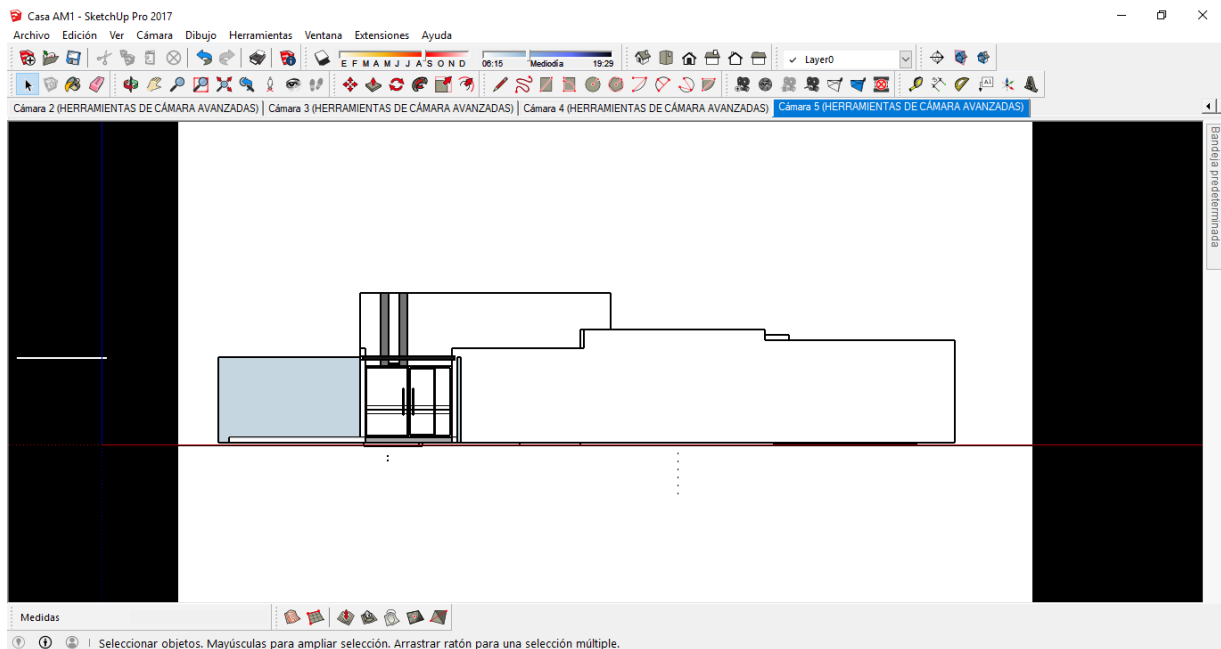 Casa AM1 - SketchUp Pro 2017
Archivo Edición Ver Cámara Dibujo Herramientas Ventana Extensiones Ayuda
E F M A M J J A S O N D 06:15 Mediodía 19:29 Layer0
Cámara 2 (HERRAMIENTAS DE CÁMARA AVANZADAS) Cámara 3 (HERRAMIENTAS DE CÁMARA AVANZADAS) Cámara 4 (HERRAMIENTAS DE CÁMARA AVANZADAS) Cámara 5 (HERRAMIENTAS DE CÁMARA AVANZADAS)
Bandeja predeterminada
Medidas
Seleccionar objetos. Mayúsculas para ampliar selección. Arrastrar ratón para una selección múltiple.